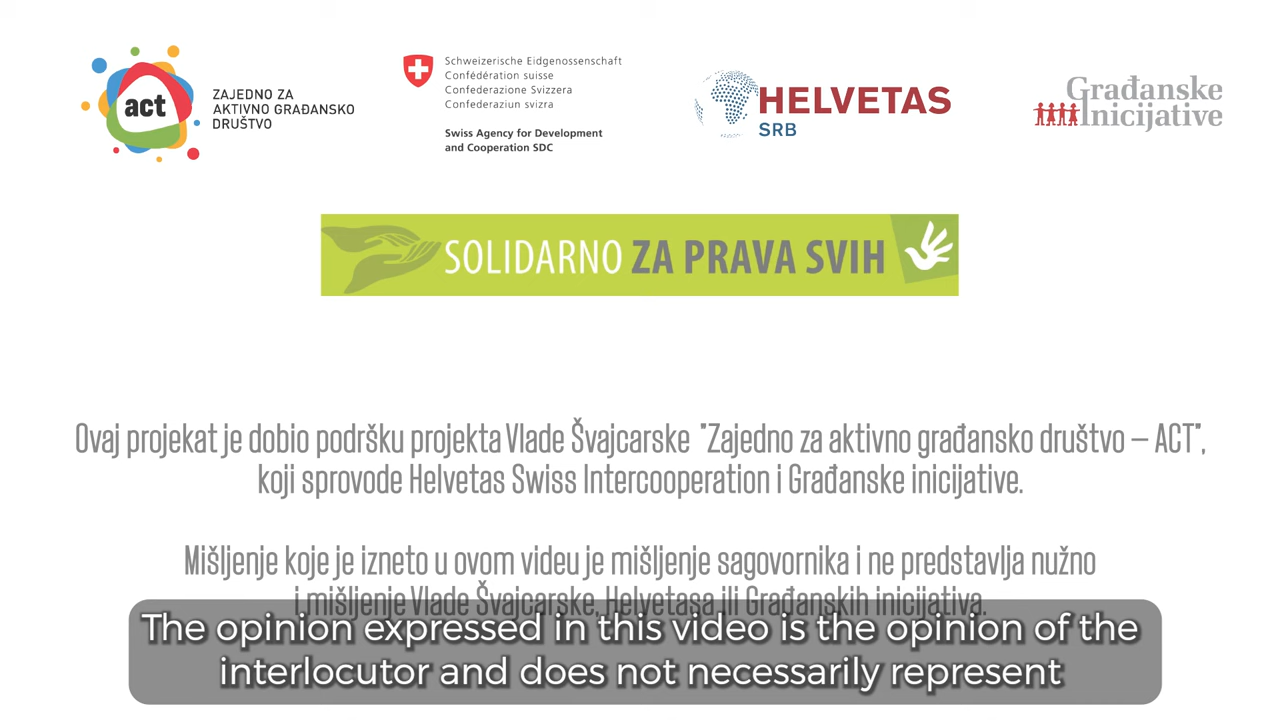 act
ZAJEDNO ZA
AKTIVNO GRAĐANSKO
DRUŠTVO
Schweizerische Eidgenossenschaft
Confédération suisse
Confederazione Svizzera
Confederaziun svizra
Swiss Agency for Development
and Cooperation SDC
HELVETAS
SRB
Građanske
Inicijative
SOLIDARNO ZA PRAVA SVIH
Ovaj projekat je dobio podršku projekta Vlade Švajcarske "Zajedno za aktivno građansko društvo – ACT",
koji sprovode Helvetas Swiss Intercooperation i Građanske inicijative.
Mišljenje koje je izneto u ovom videu je mišljenje sagovornika i ne predstavlja nužno
i mišljenje Vlade Švajcarske, Helvetasa ili Građanskih inicijativa.
The opinion expressed in this video is the opinion of the
interlocutor and does not necessarily represent